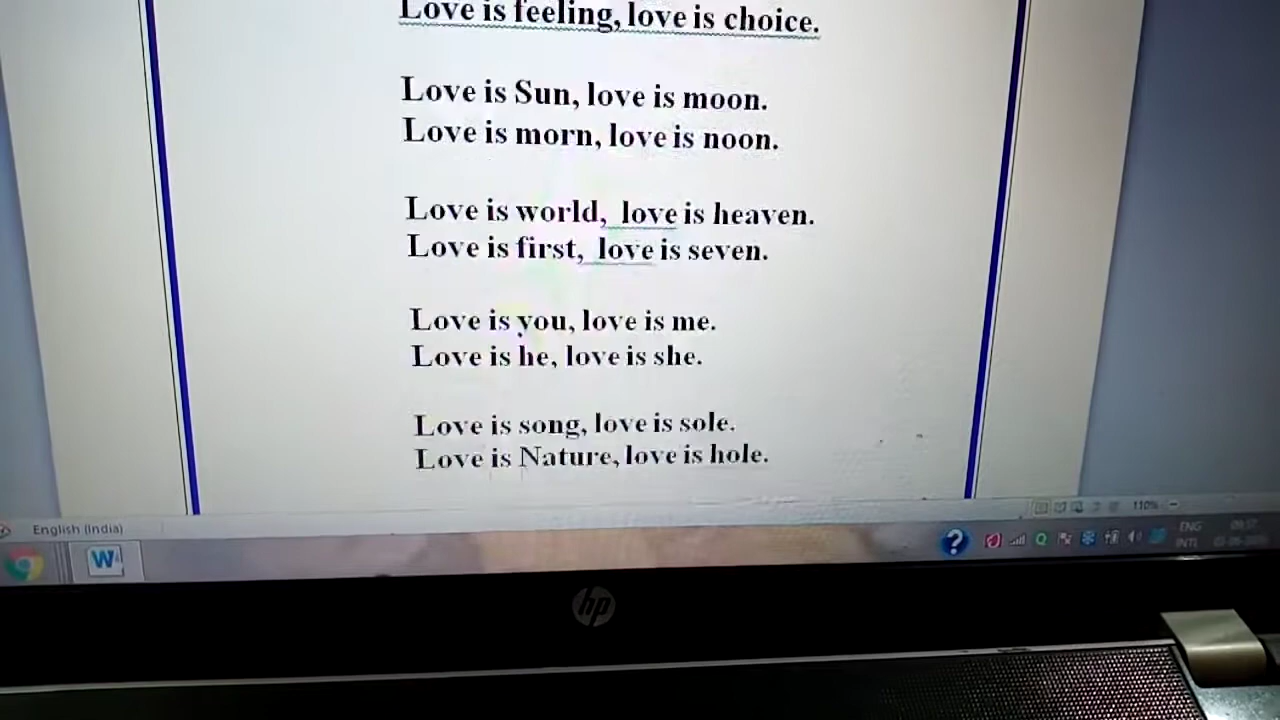 Love is feeling, love is choice.
Love is Sun, love is moon.
Love is morn, love is noon.
Love is world, love is heaven.
Love is first, love is seven.
Love is you, love is me.
Love is he, love is she.
Love is song, love is sole.
Love is Nature, love is hole.
English (India)
110%
ENG
INTL
W
?
hp